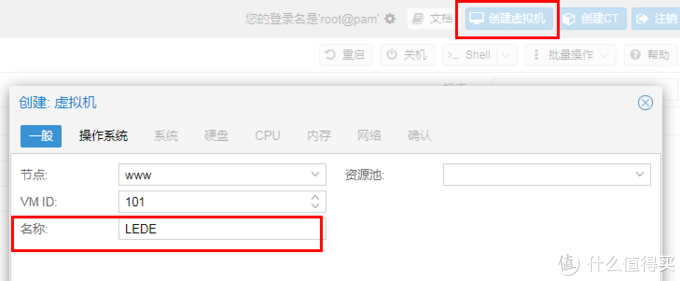 您的登录名是'root@pam' 文档 创建虚拟机 创建CT 注销
重启 关机 >_ Shell 批量操作 帮助
创建: 虚拟机
一般 操作系统 系统 硬盘 CPU 内存 网络 确认
节点: www 资源池:
VM ID: 101
名称: LEDE
值 什么值得买